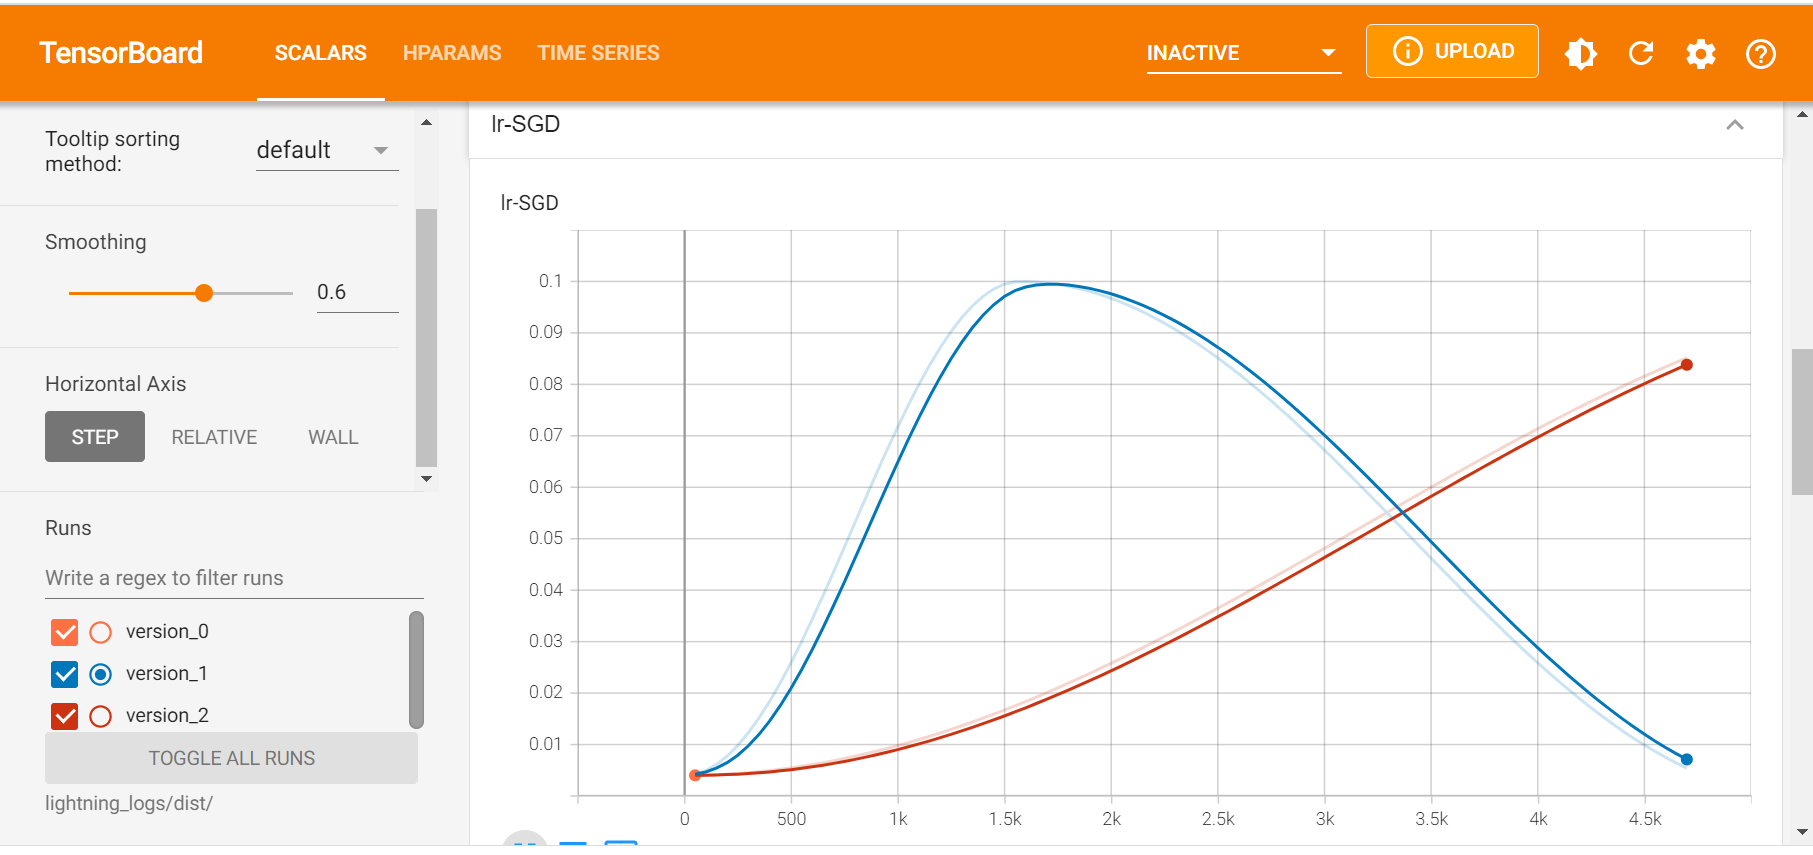 TensorBoard SCALARS HPARAMS TIME SERIES INACTIVE UPLOAD
Tooltip sorting
method:
default
Smoothing
0.6
Horizontal Axis
STEP RELATIVE WALL
Runs
Write a regex to filter runs
version_0
version_1
version_2
TOGGLE ALL RUNS
lightning_logs/dist/
lr-SGD
lr-SGD
0.1
0.09
0.08
0.07
0.06
0.05
0.04
0.03
0.02
0.01
0 500 1k 1.5k 2k 2.5k 3k 3.5k 4k 4.5k